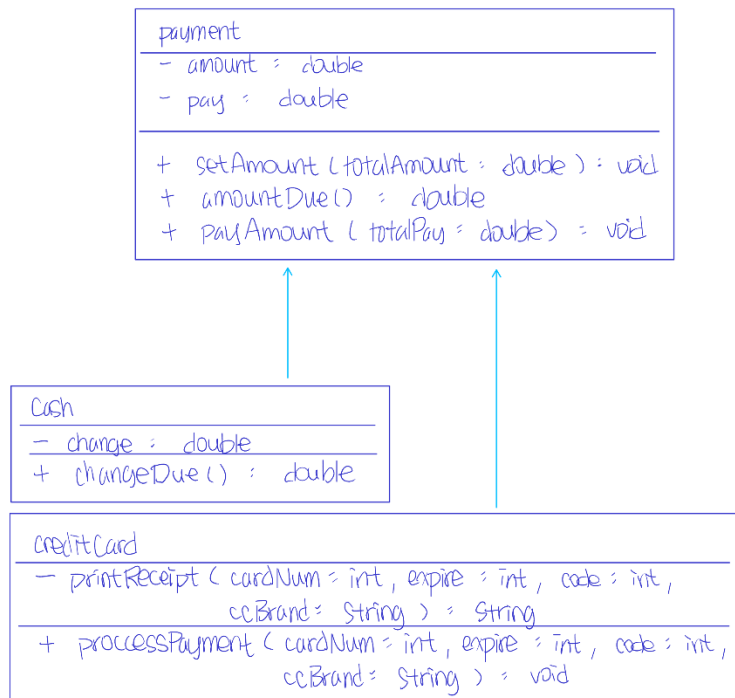 payment
- amount : double
- pay : double
+ setAmount (totalAmount : double) : void
+ amountDue() : double
+ payAmount (totalPay : double) : void
Cash
- change : double
+ changeDue() : double
creditCard
- printReceipt (cardNum : int, expire : int, code : int,
ccBrand : String) : String
+ proccessPayment (cardNum : int, expire : int, code : int,
ccBrand : String) : void